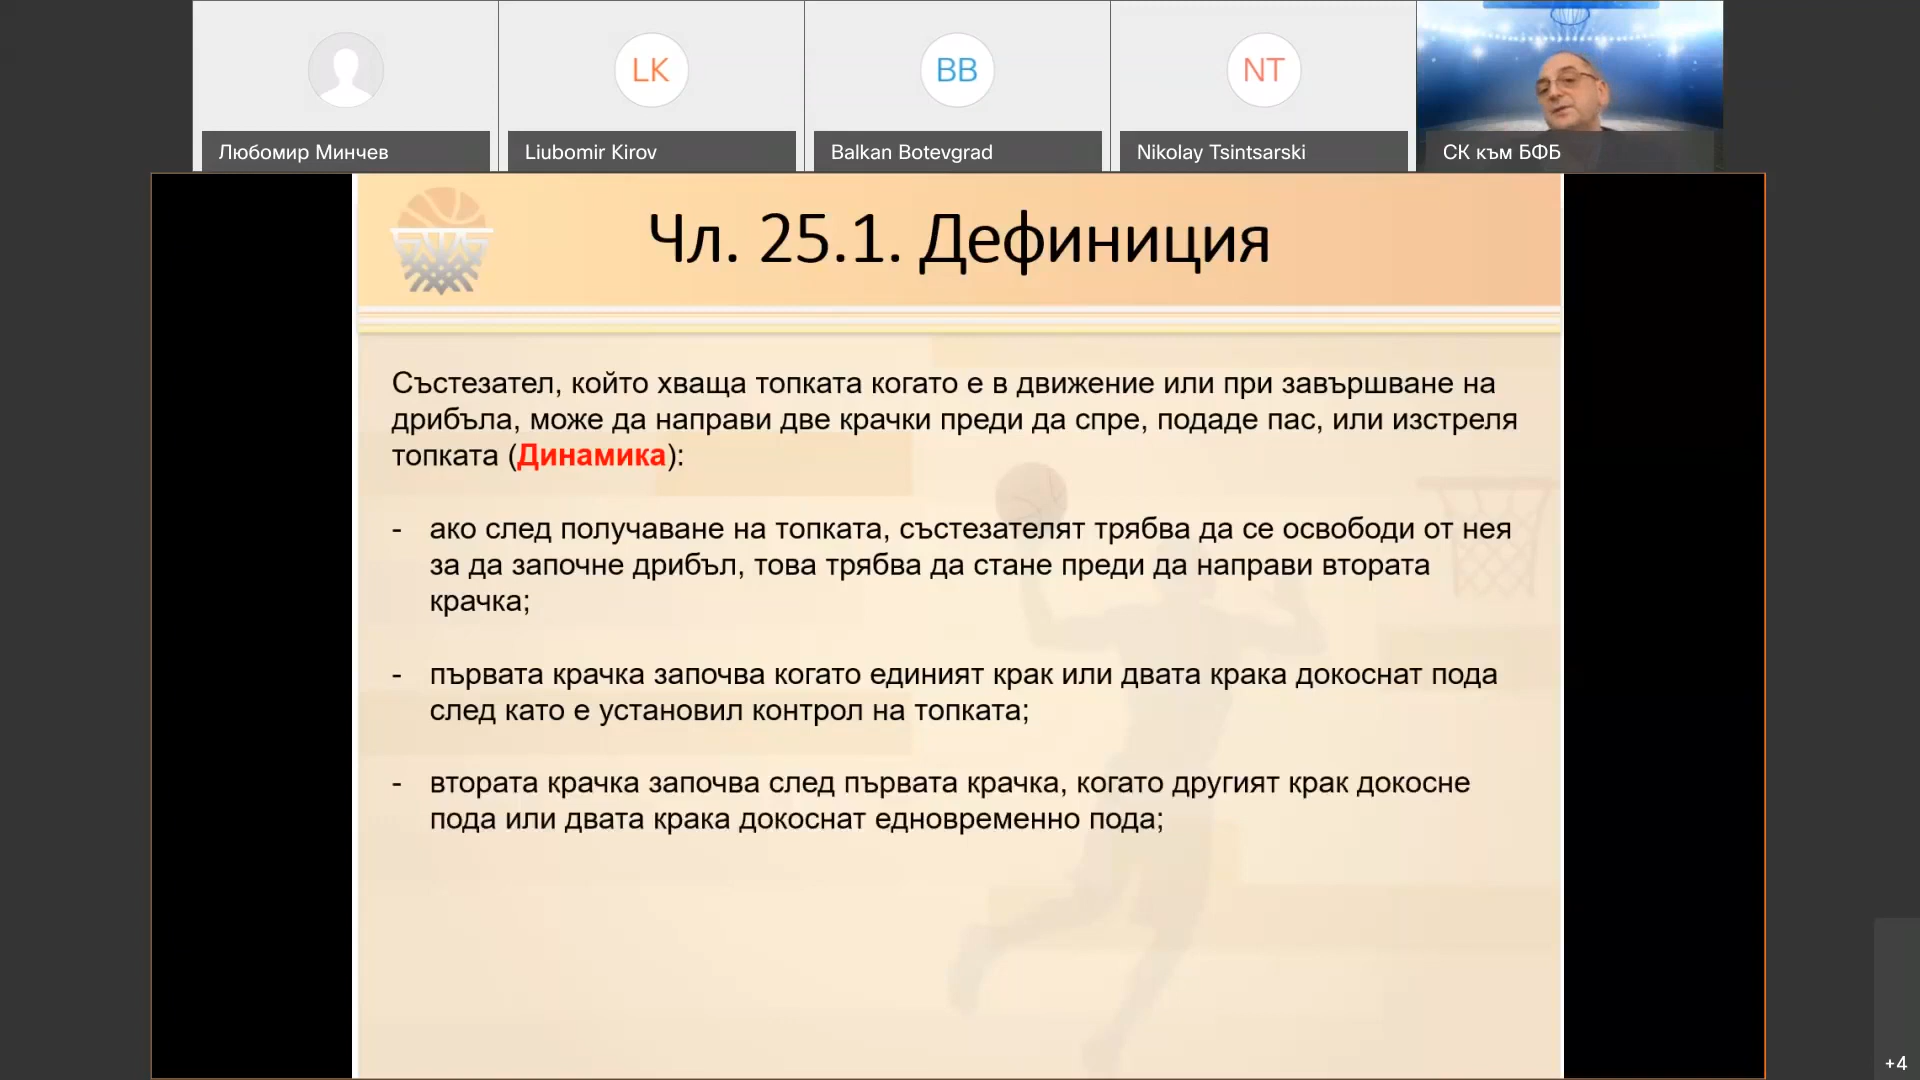 LK
BB
NT
Любомир Минчев
Liubomir Kirov
Balkan Botevgrad
Nikolay Tsintsarski
СК към БФБ
Чл. 25.1. Дефиниция
Състезател, който хваща топката когато е в движение или при завършване на
дрибъла, може да направи две крачки преди да спре, подаде пас, или изстреля
топката (Динамика):
- ако след получаване на топката, състезателят трябва да се освободи от нея
за да започне дрибъл, това трябва да стане преди да направи втората
крачка;
- първата крачка започва когато единият крак или двата крака докоснат пода
след като е установил контрол на топката;
- втората крачка започва след първата крачка, когато другият крак докосне
пода или двата крака докоснат едновременно пода;
+4